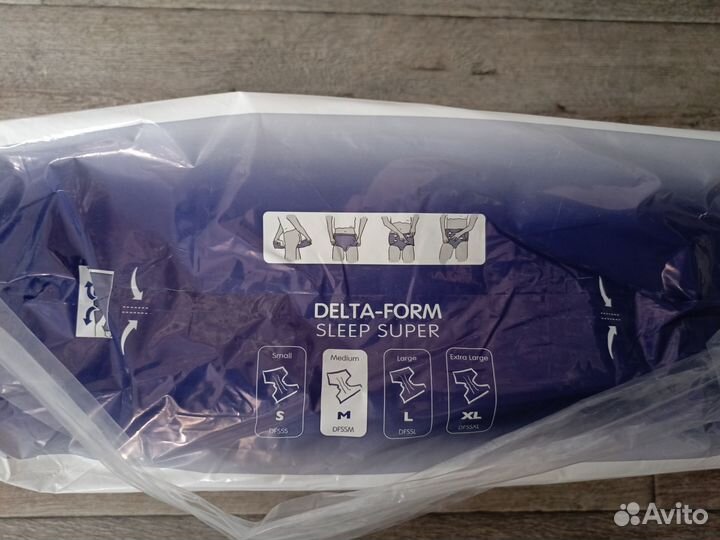 DELTA-FORM
SLEEP SUPER
Small Medium Large Extra Large
S M L XL
DFSSS DFSSM DFSSL DFSSXL
Avito